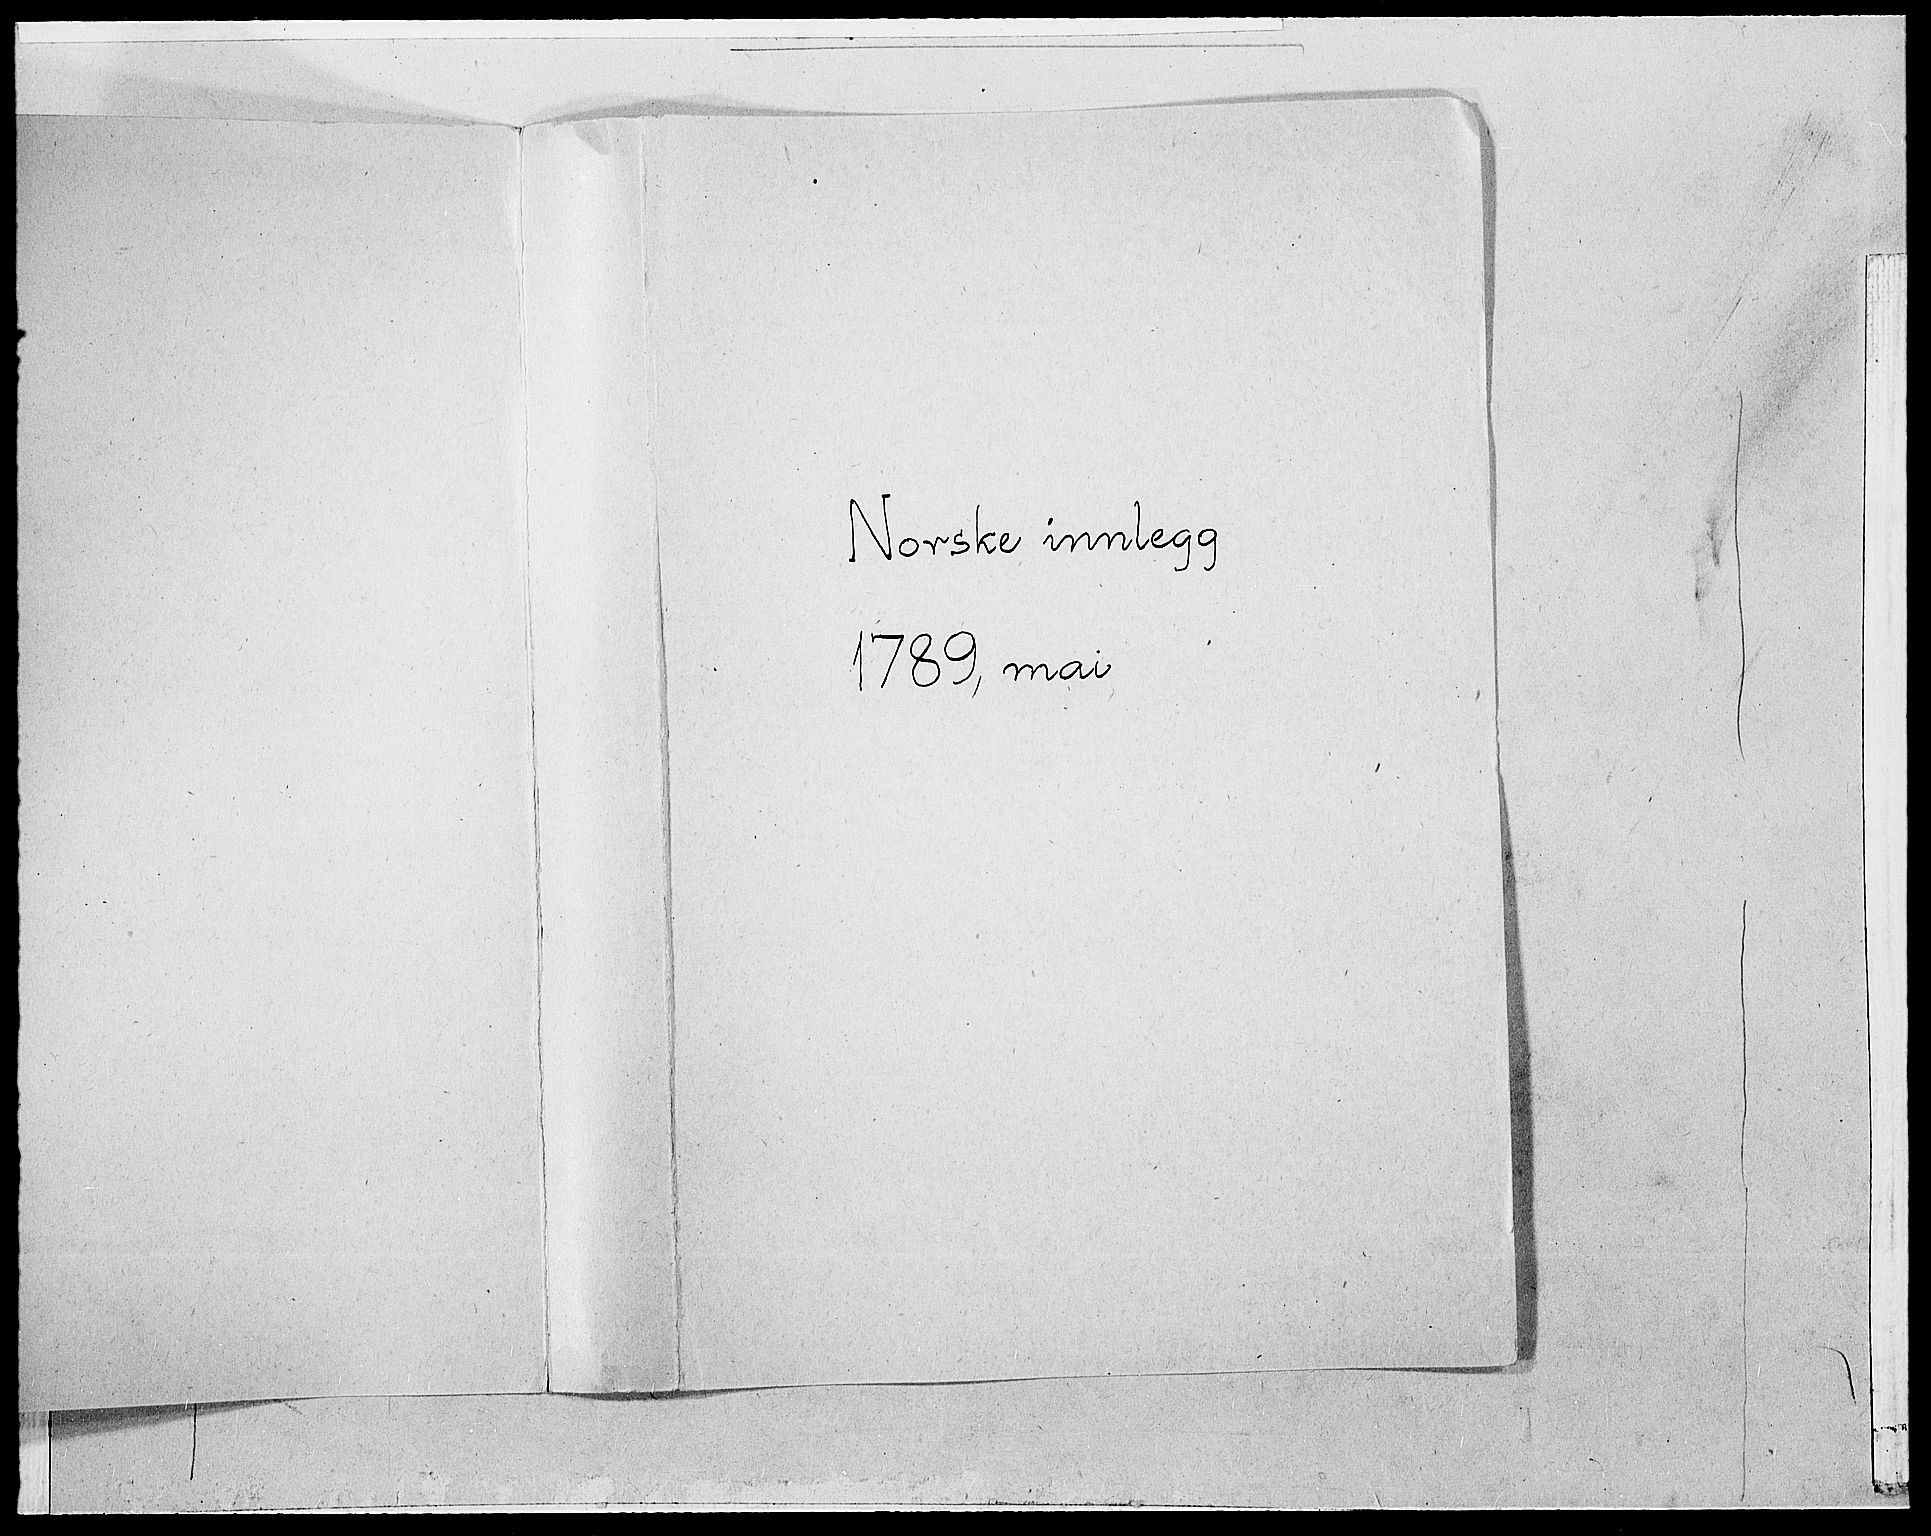 Norske innlegg
1789, mai